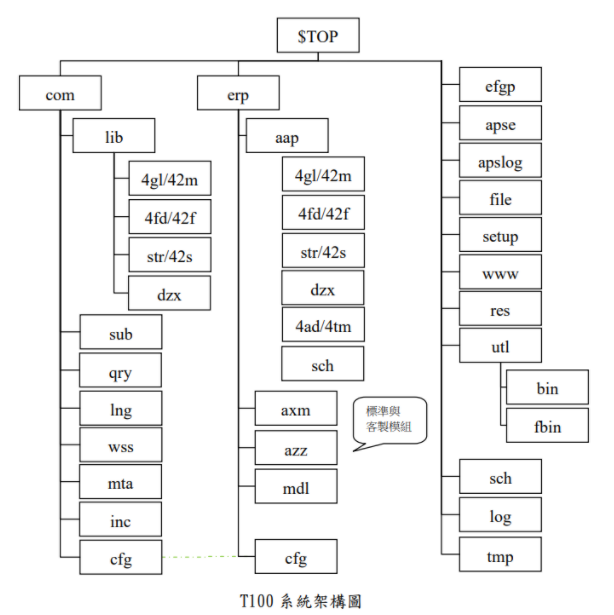 $TOP
com
lib
4gl/42m
4fd/42f
str/42s
dzx
sub
qry
lng
wss
mta
inc
cfg
erp
aap
4gl/42m
4fd/42f
str/42s
dzx
4ad/4tm
sch
axm
azz
mdl
cfg
標準與
客製模組
efgp
apse
apslog
file
setup
www
res
utl
bin
fbin
sch
log
tmp
T100 系統架構圖